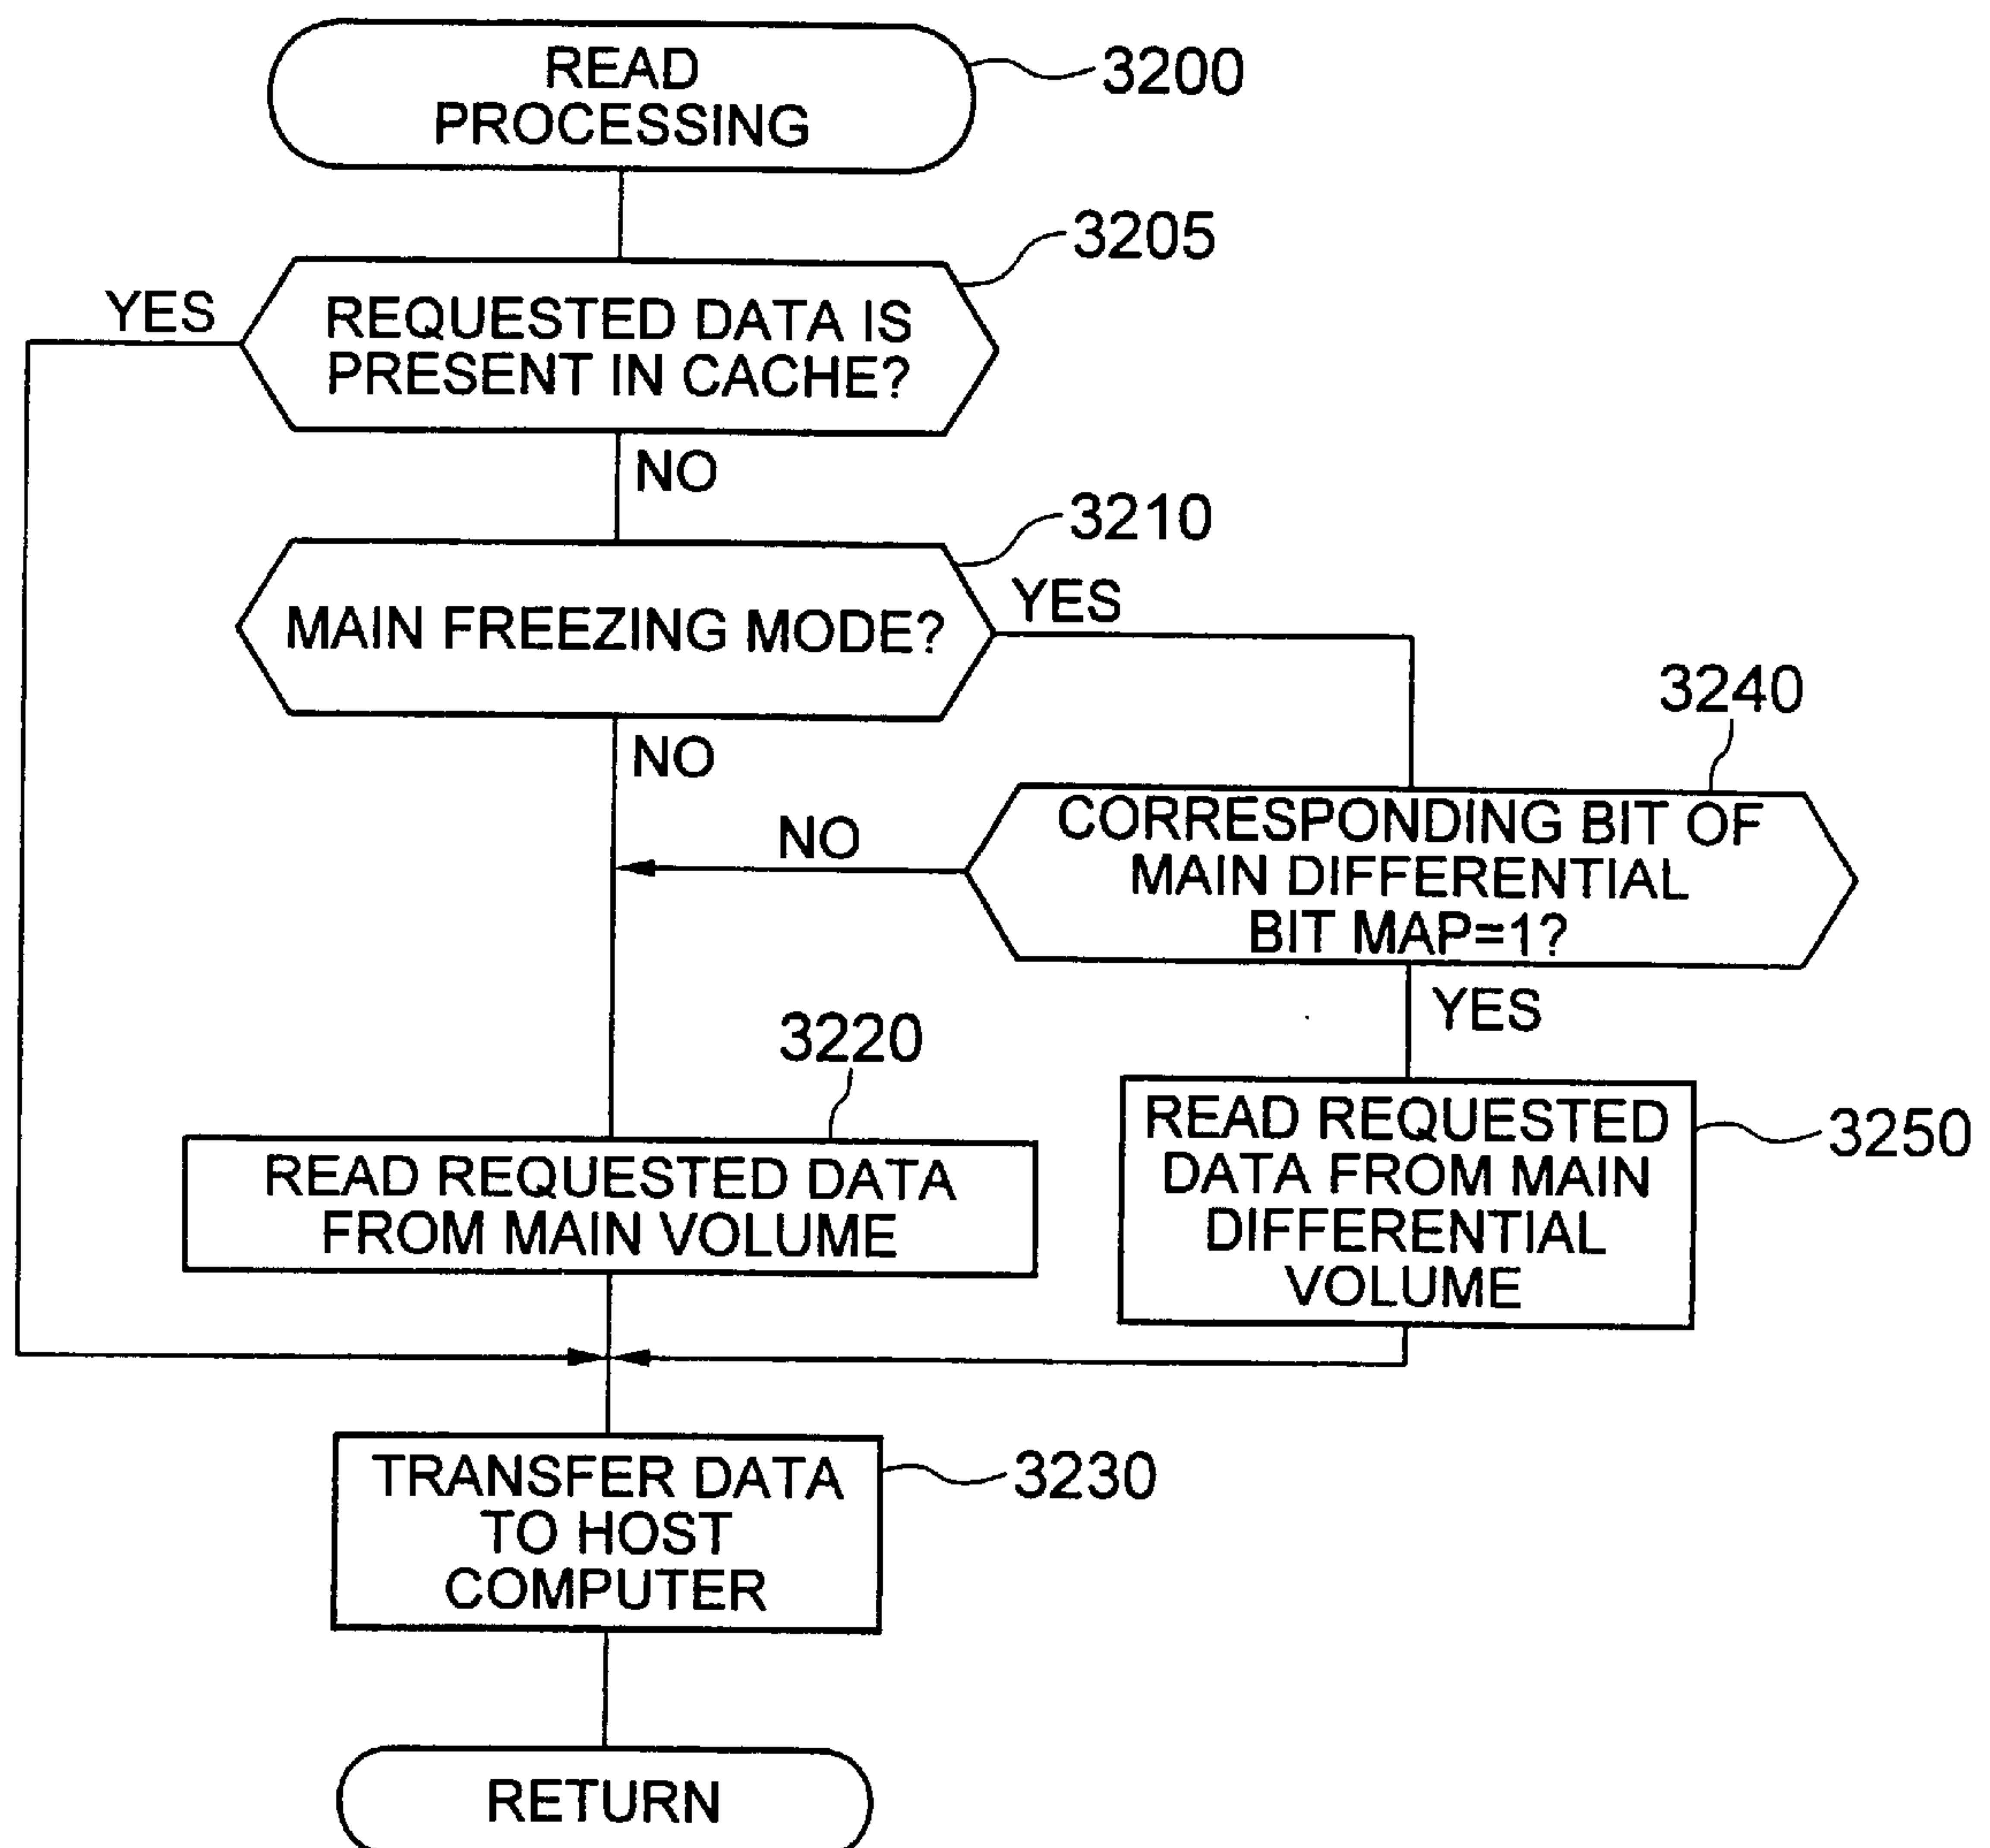 READ
PROCESSING
3200
3205
YES
REQUESTED DATA IS
PRESENT IN CACHE?
NO
3210
MAIN FREEZING MODE?
YES
3240
NO
CORRESPONDING BIT OF
MAIN DIFFERENTIAL
BIT MAP=1?
NO
YES
3220
READ REQUESTED DATA
FROM MAIN VOLUME
READ REQUESTED
DATA FROM MAIN
DIFFERENTIAL
VOLUME
3250
TRANSFER DATA
TO HOST
COMPUTER
3230
RETURN